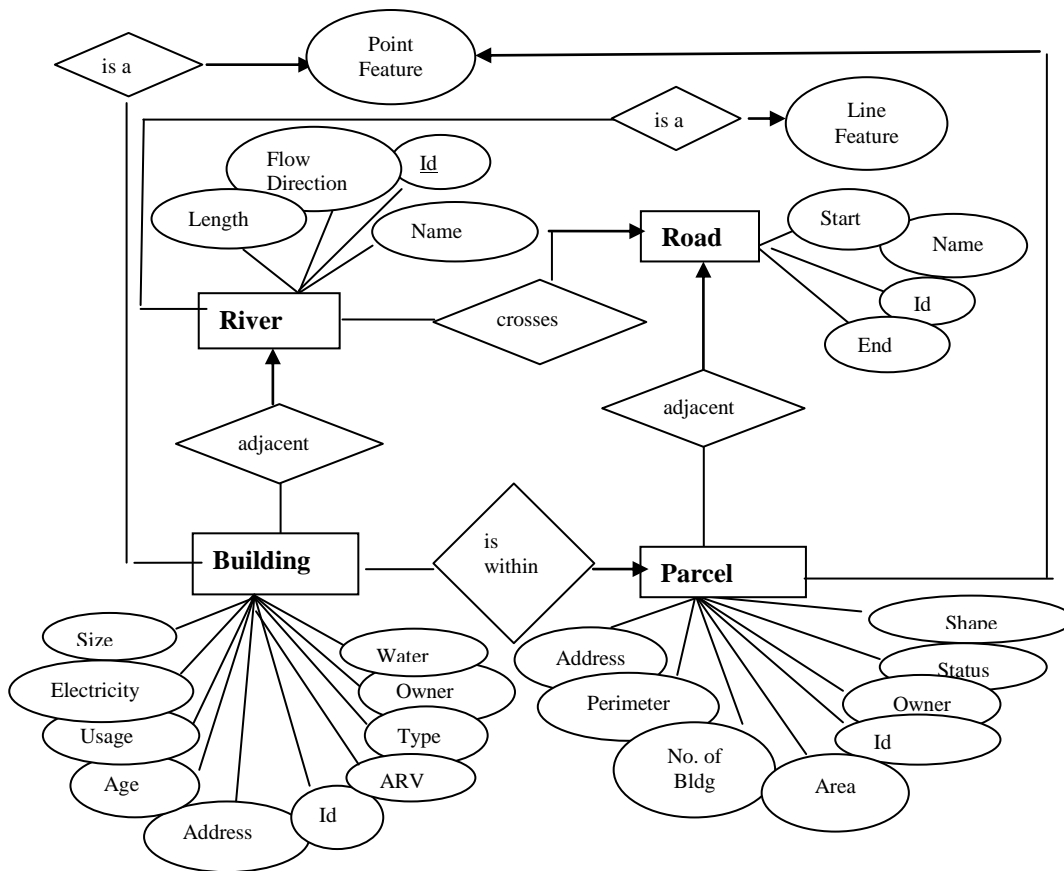 is a
Point
Feature
is a
Line
Feature
Flow
Direction
Id
Length
Name
Road
Start
Name
Id
End
River
crosses
adjacent
adjacent
Building
is
within
Parcel
Size
Electricity
Usage
Age
Address
Id
ARV
Type
Owner
Water
Address
Perimeter
No. of
Bldg
Area
Id
Owner
Status
Shape